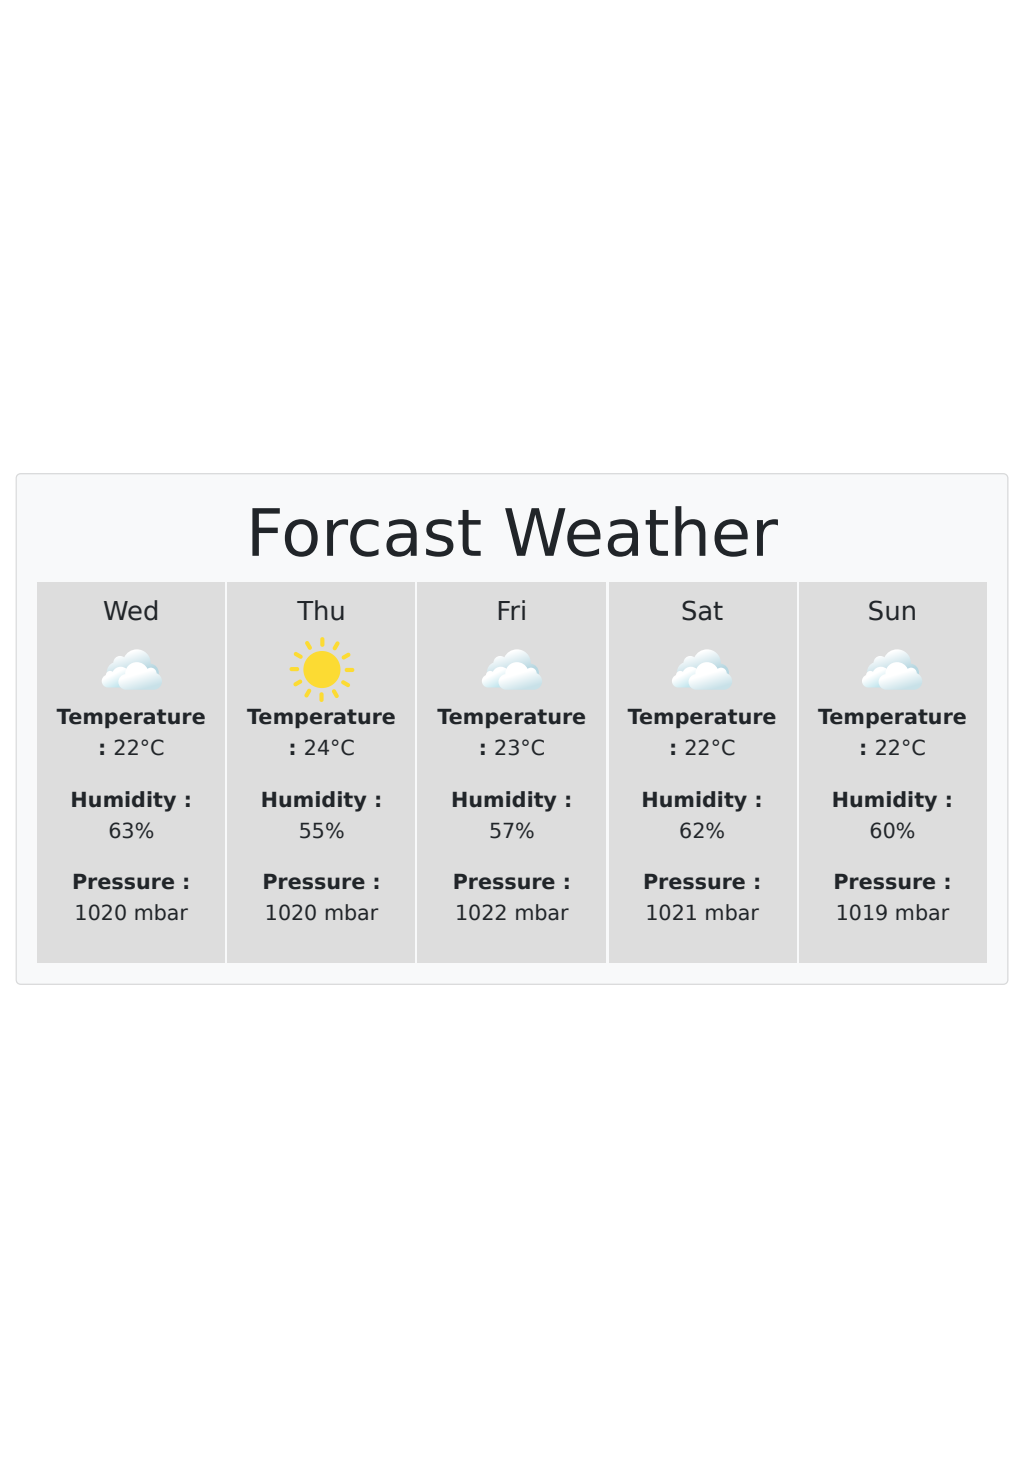 Forcast Weather
Wed
Temperature
: 22°C
Humidity :
63%
Pressure :
1020 mbar
Thu
Temperature
: 24°C
Humidity :
55%
Pressure :
1020 mbar
Fri
Temperature
: 23°C
Humidity :
57%
Pressure :
1022 mbar
Sat
Temperature
: 22°C
Humidity :
62%
Pressure :
1021 mbar
Sun
Temperature
: 22°C
Humidity :
60%
Pressure :
1019 mbar